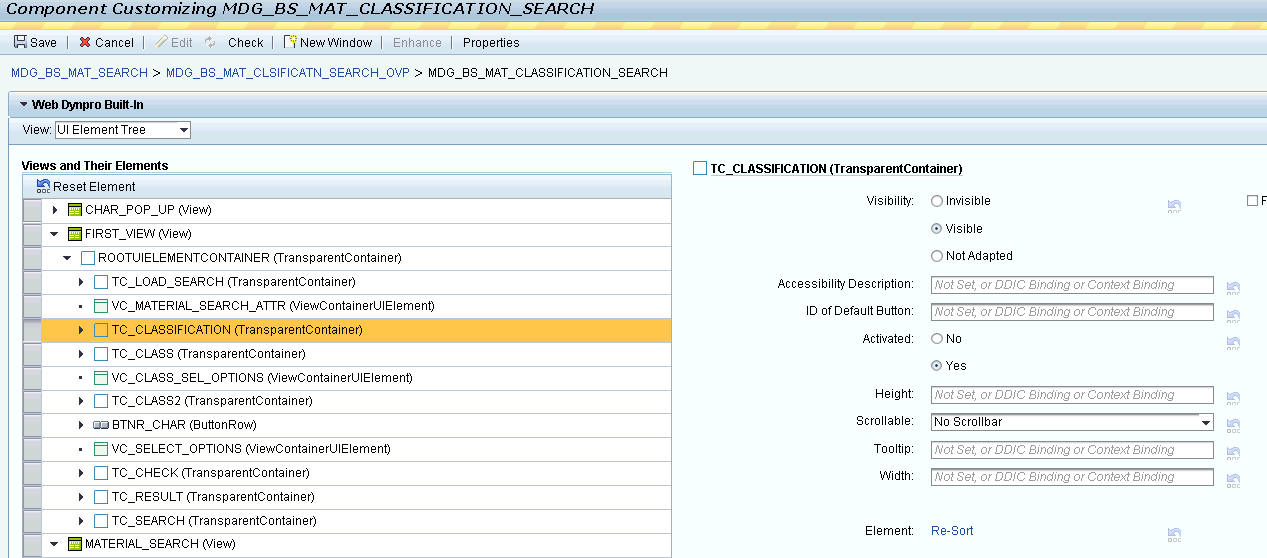 Component Customizing MDG_BS_MAT_CLASSIFICATION_SEARCH
Save Cancel Edit Check New Window Enhance Properties
MDG_BS_MAT_SEARCH > MDG_BS_MAT_CLSIFICATN_SEARCH_OVP > MDG_BS_MAT_CLASSIFICATION_SEARCH
Web Dynpro Built-In
View: UI Element Tree
Views and Their Elements
Reset Element
CHAR_POP_UP (View)
FIRST_VIEW (View)
ROOTUIELEMENTCONTAINER (TransparentContainer)
TC_LOAD_SEARCH (TransparentContainer)
VC_MATERIAL_SEARCH_ATTR (ViewContainerUIElement)
TC_CLASSIFICATION (TransparentContainer)
TC_CLASS (TransparentContainer)
VC_CLASS_SEL_OPTIONS (ViewContainerUIElement)
TC_CLASS2 (TransparentContainer)
BTNR_CHAR (ButtonRow)
VC_SELECT_OPTIONS (ViewContainerUIElement)
TC_CHECK (TransparentContainer)
TC_RESULT (TransparentContainer)
TC_SEARCH (TransparentContainer)
MATERIAL_SEARCH (View)
TC_CLASSIFICATION (TransparentContainer)
Visibility: Invisible F
Visible
Not Adapted
Accessibility Description: Not Set, or DDIC Binding or Context Binding
ID of Default Button: Not Set, or DDIC Binding or Context Binding
Activated: No
Yes
Height: Not Set, or DDIC Binding or Context Binding
Scrollable: No Scrollbar
Tooltip: Not Set, or DDIC Binding or Context Binding
Width: Not Set, or DDIC Binding or Context Binding
Element: Re-Sort